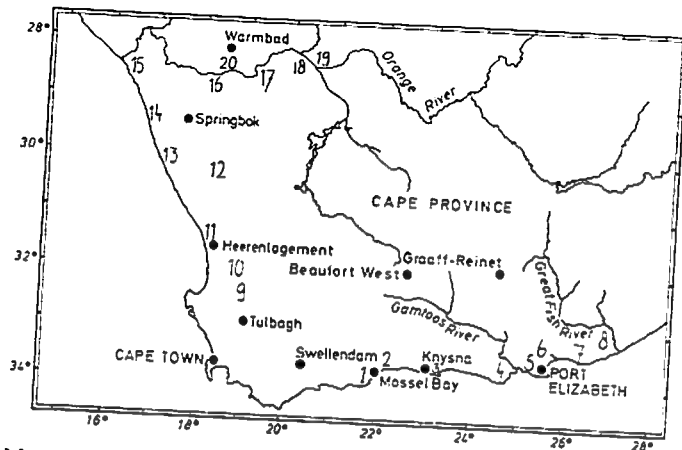 28°
Warmbad
20
15
16
17
18
19
Orange
River
14
Springbok
30°
13
12
CAPE PROVINCE
11
Heerenlogement
32°
10
Beaufort West
Graaff-Reinet
9
Great Fish River
Gamtoos River
Tulbagh
8
6
7
CAPE TOWN
Swellendam
2
Knysna
34°
1
3
4
5
PORT
ELIZABETH
Mossel Bay
16°
18°
20°
22°
24°
26°
28°